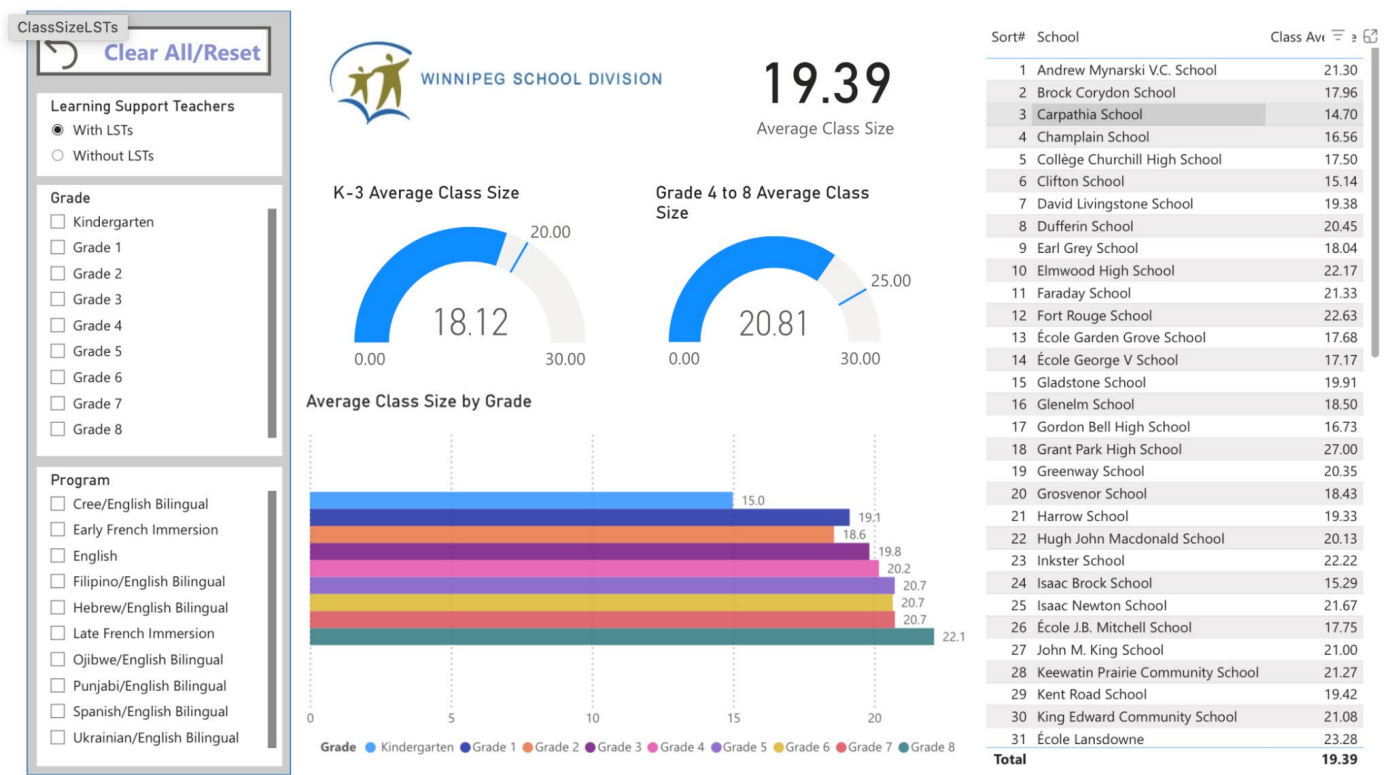 ClassSizeLSTs
Clear All/Reset
Learning Support Teachers
With LSTs
Without LSTs
Grade
Kindergarten
Grade 1
Grade 2
Grade 3
Grade 4
Grade 5
Grade 6
Grade 7
Grade 8
Program
Cree/English Bilingual
Early French Immersion
English
Filipino/English Bilingual
Hebrew/English Bilingual
Late French Immersion
Ojibwe/English Bilingual
Punjabi/English Bilingual
Spanish/English Bilingual
Ukrainian/English Bilingual
WINNIPEG SCHOOL DIVISION
19.39
Average Class Size
K-3 Average Class Size
20.00
18.12
0.00 30.00
Grade 4 to 8 Average Class
Size
25.00
20.81
0.00 30.00
Average Class Size by Grade
15.0
19.1
18.6
19.8
20.2
20.7
20.7
20.7
22.1
0 5 10 15 20
Grade Kindergarten Grade 1 Grade 2 Grade 3 Grade 4 Grade 5 Grade 6 Grade 7 Grade 8
Sort# School Class
1 Andrew Mynarski V.C. School 21.30
2 Brock Corydon School 17.96
3 Carpathia School 14.70
4 Champlain School 16.56
5 Collège Churchill High School 17.50
6 Clifton School 15.14
7 David Livingstone School 19.38
8 Dufferin School 20.45
9 Earl Grey School 18.04
10 Elmwood High School 22.17
11 Faraday School 21.33
12 Fort Rouge School 22.63
13 École Garden Grove School 17.68
14 École George V School 17.17
15 Gladstone School 19.91
16 Glenelm School 18.50
17 Gordon Bell High School 16.73
18 Grant Park High School 27.00
19 Greenway School 20.35
20 Grosvenor School 18.43
21 Harrow School 19.33
22 Hugh John Macdonald School 20.13
23 Inkster School 22.22
24 Isaac Brock School 15.29
25 Isaac Newton School 21.67
26 École J.B. Mitchell School 17.75
27 John M. King School 21.00
28 Keewatin Prairie Community School 21.27
29 Kent Road School 19.42
30 King Edward Community School 21.08
31 École Lansdowne 23.28
Total 19.39